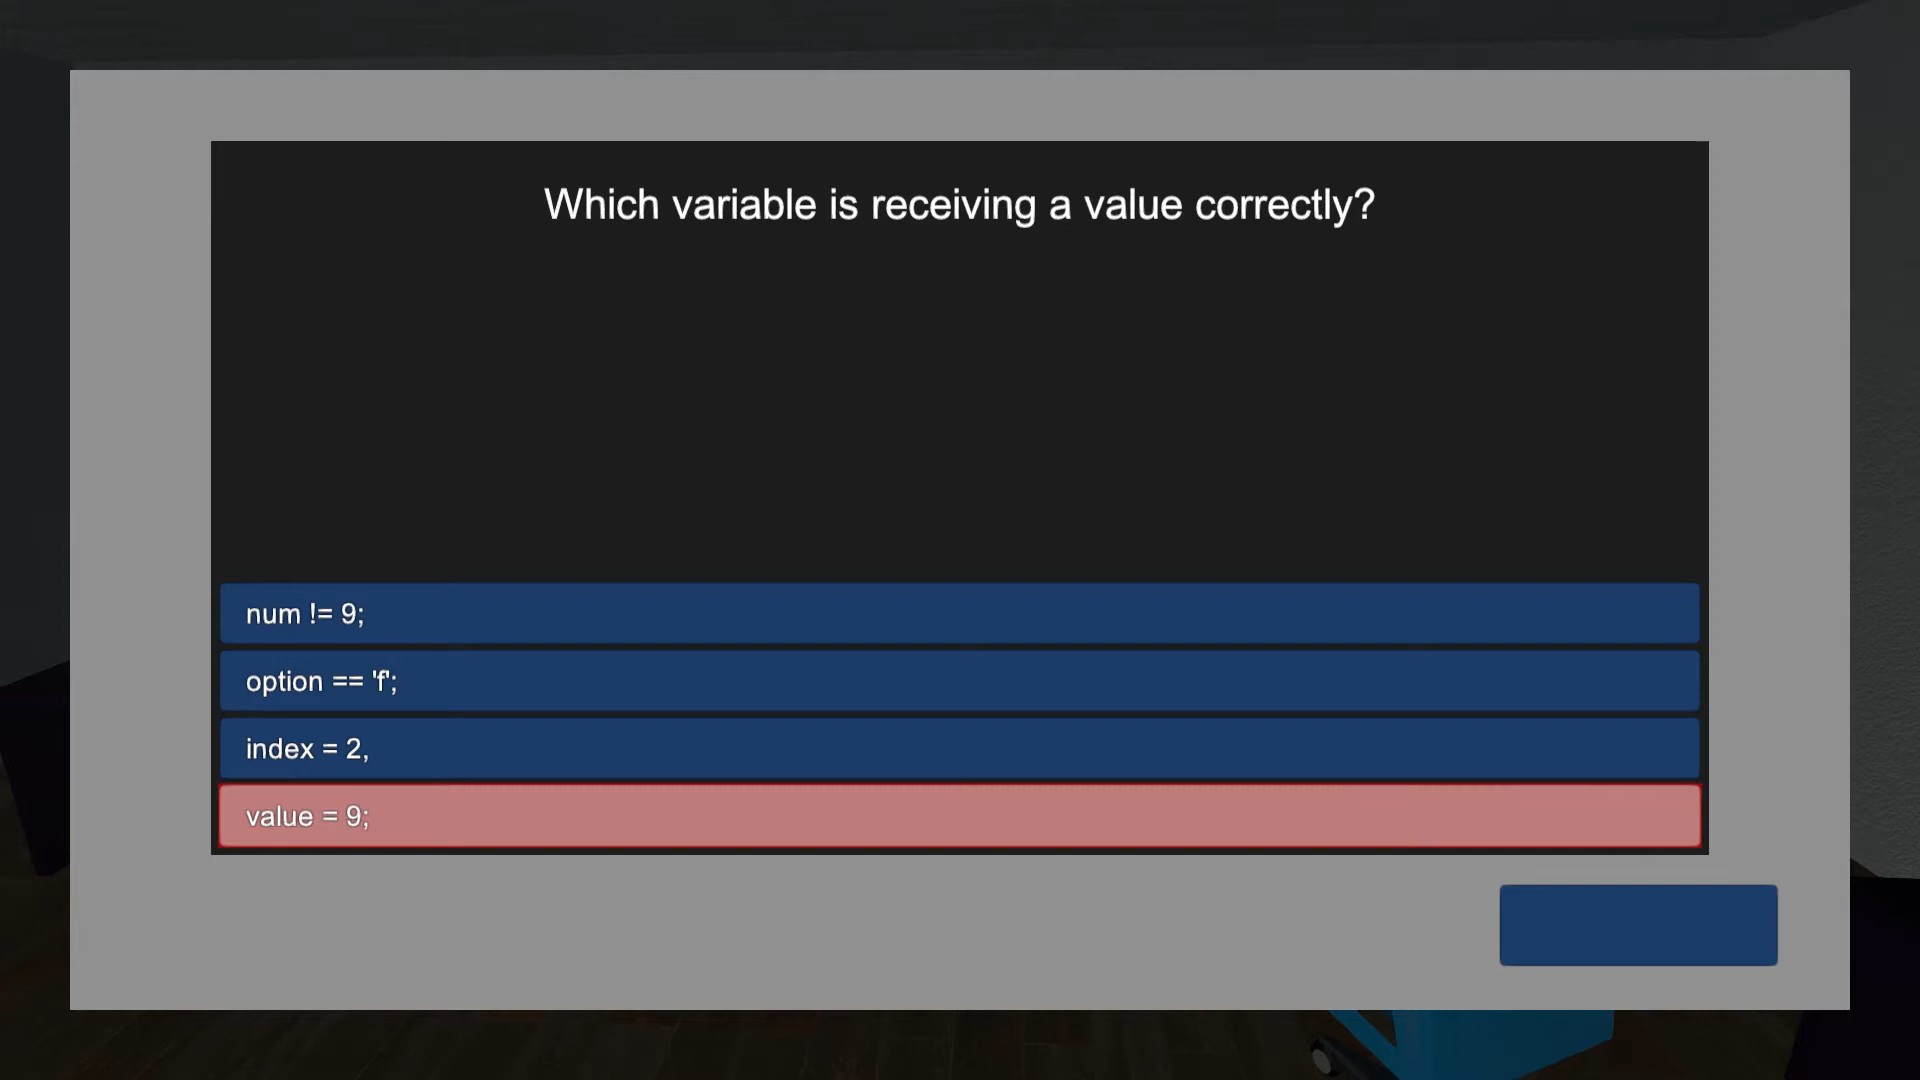 Which variable is receiving a value correctly?
num != 9;
option == 'f';
index = 2,
value = 9;